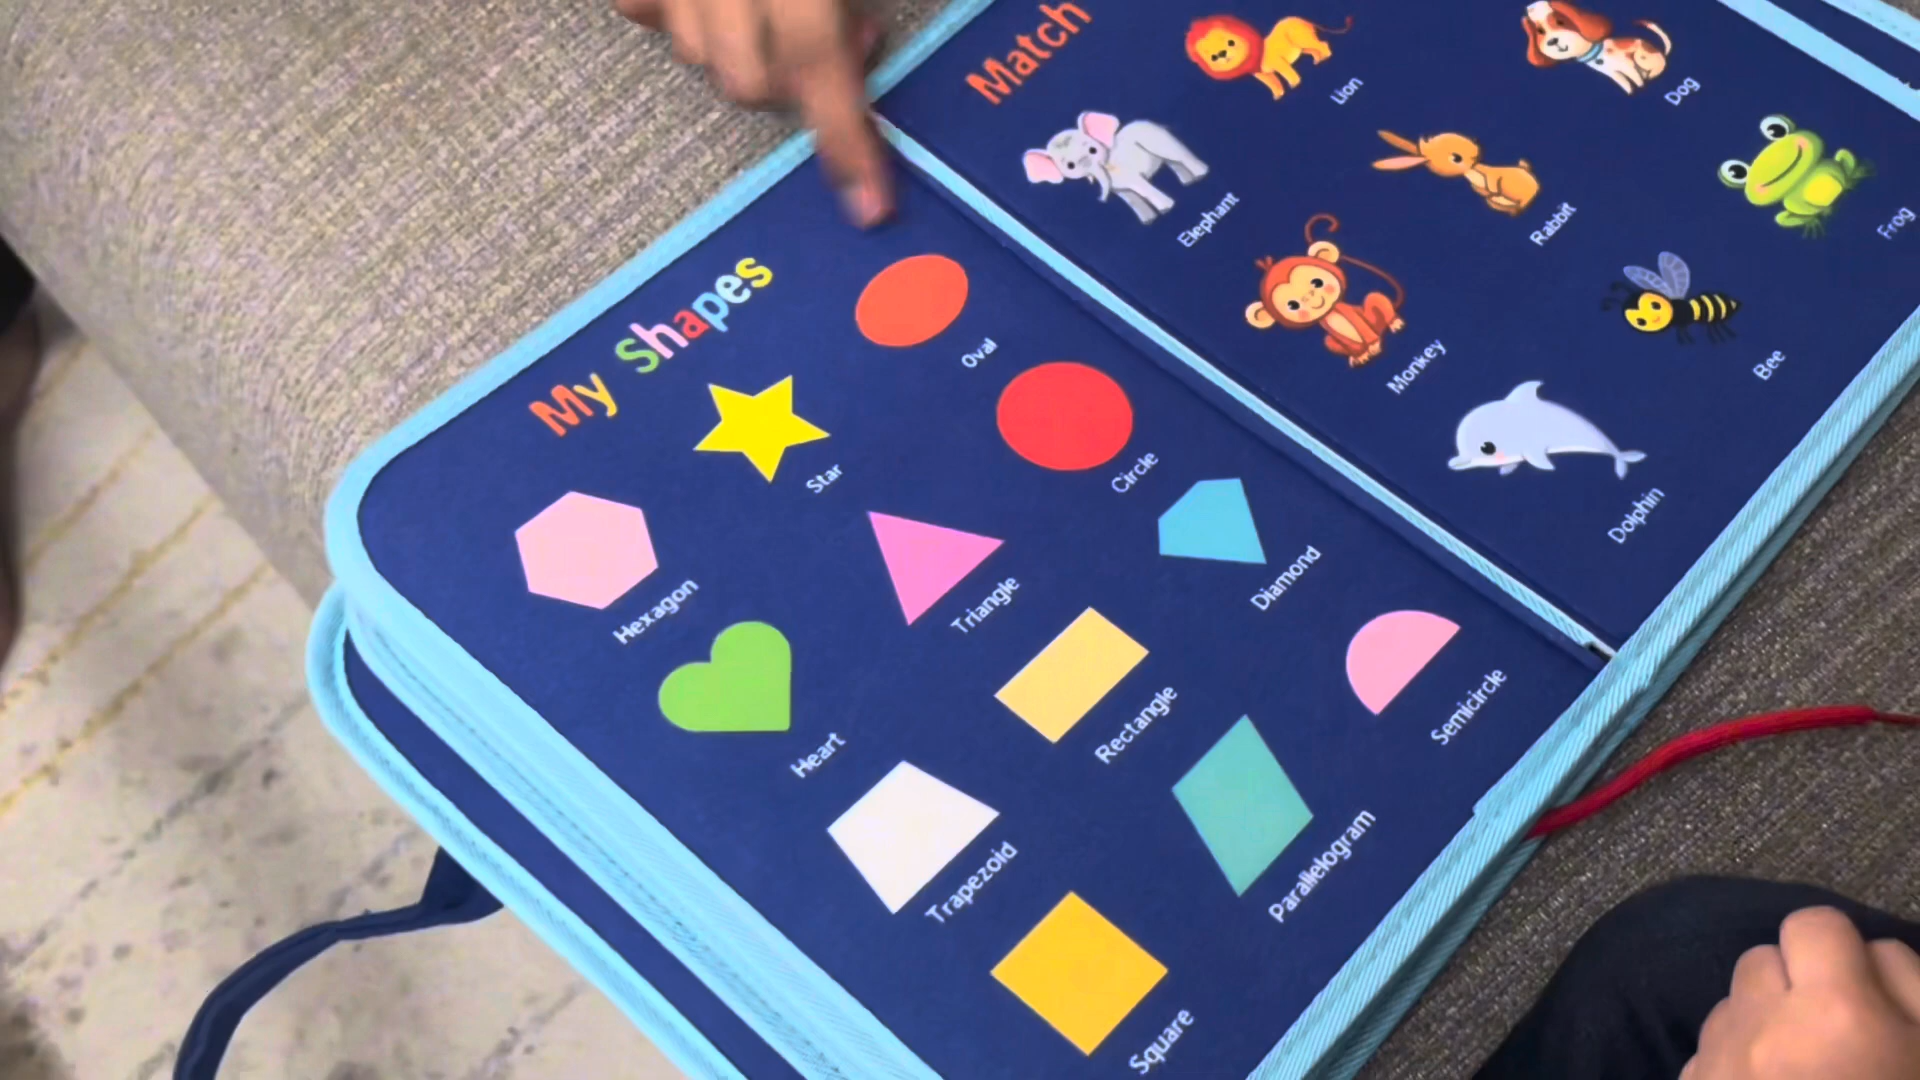 My Shapes
Oval
Star
Circle
Hexagon
Triangle
Diamond
Heart
Rectangle
Semicircle
Trapezoid
Parallelogram
Square
Match
Lion
Dog
Elephant
Rabbit
Frog
Monkey
Bee
Dolphin